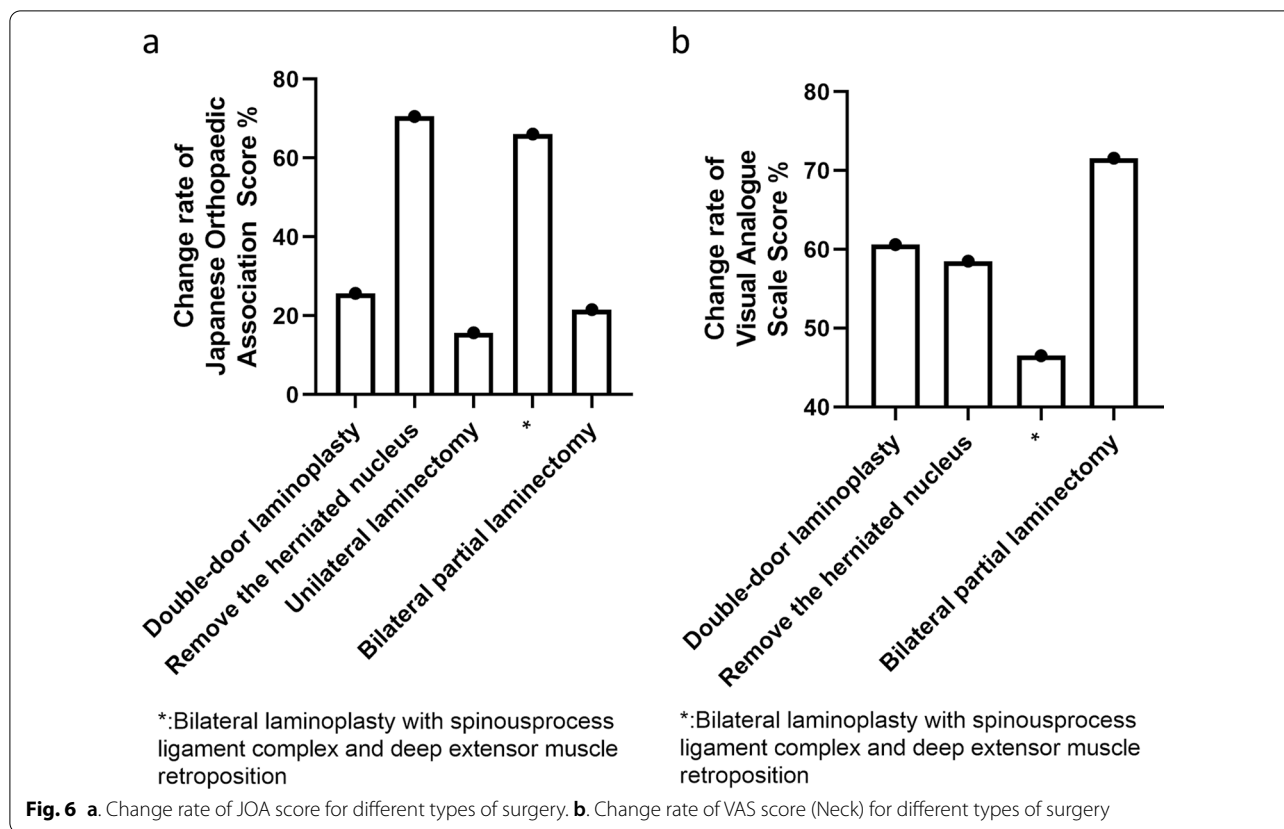 a
Change rate of
Japanese Orthopaedic
Association Score %
80
60
40
20
0
Double-door laminoplasty
Remove the herniated nucleus
Unilateral laminectomy
*
Bilateral partial laminectomy
*:Bilateral laminoplasty with spinousprocess
ligament complex and deep extensor muscle
retroposition
b
Change rate of
Visual Analogue
Scale Score %
80
70
60
50
40
Double-door laminoplasty
Remove the herniated nucleus
*
Bilateral partial laminectomy
*:Bilateral laminoplasty with spinousprocess
ligament complex and deep extensor muscle
retroposition
Fig. 6 a. Change rate of JOA score for different types of surgery. b. Change rate of VAS score (Neck) for different types of surgery